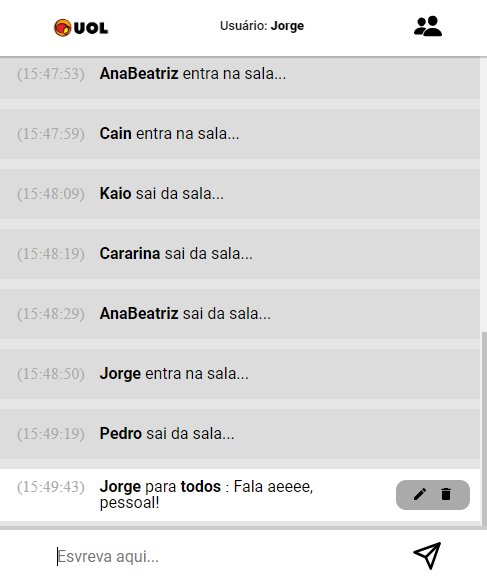 UOL
Usuário: Jorge
(15:47:53) AnaBeatriz entra na sala...
(15:47:59) Cain entra na sala...
(15:48:09) Kaio sai da sala...
(15:48:19) Cararina sai da sala...
(15:48:29) AnaBeatriz sai da sala...
(15:48:50) Jorge entra na sala...
(15:49:19) Pedro sai da sala...
(15:49:43) Jorge para todos : Fala aeeee,
pessoal!
Esvreva aqui...